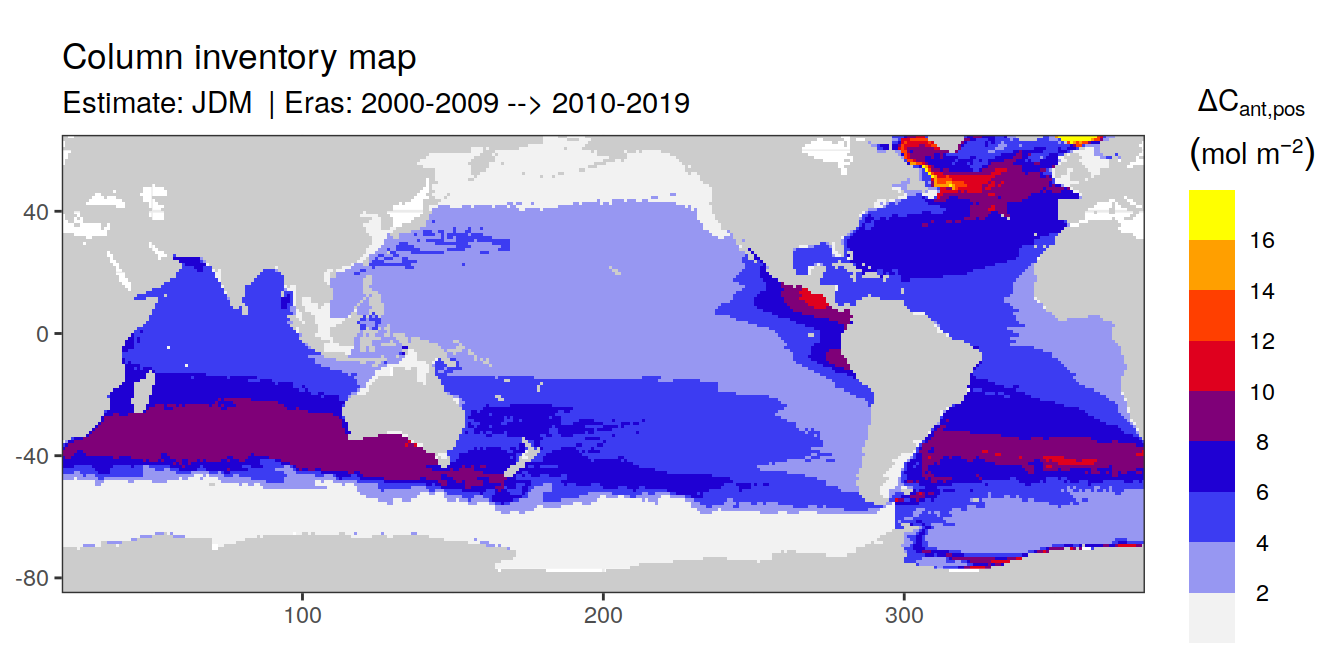 Column inventory map
Estimate: JDM | Eras: 2000-2009 --> 2010-2019
ΔCant,pos
(mol m−2)
16
14
12
10
8
6
4
2
40
0
-40
-80
100 200 300